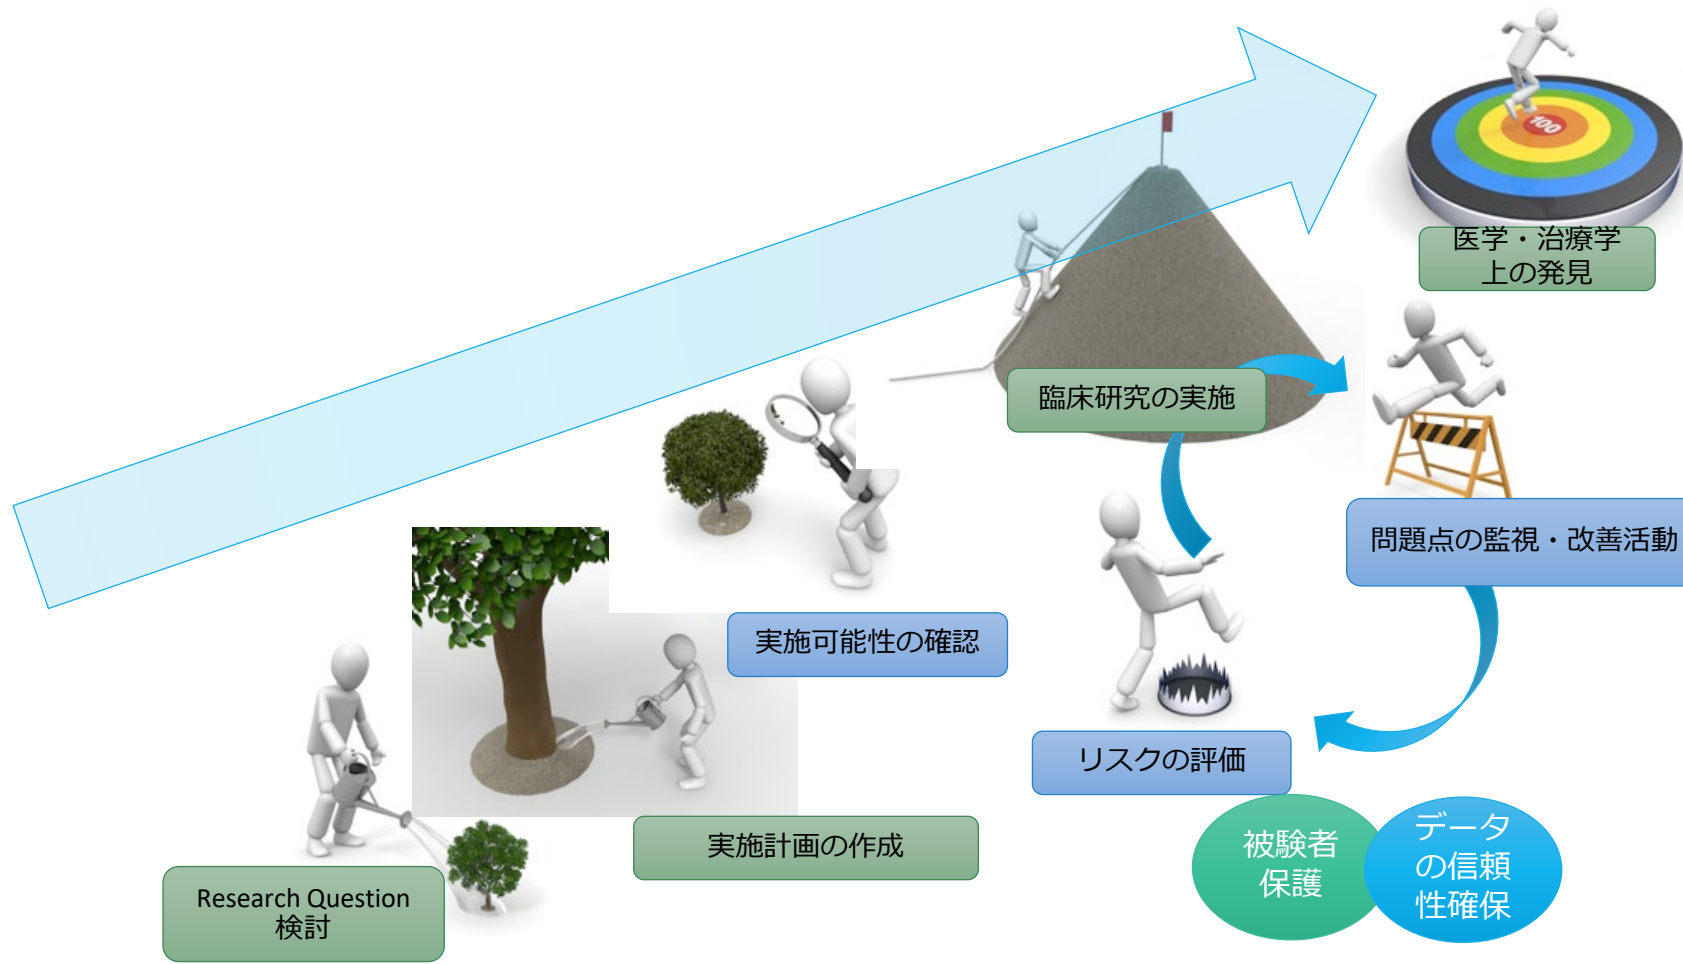 100
医学・治療学
上の発見
臨床研究の実施
問題点の監視・改善活動
実施可能性の確認
リスクの評価
実施計画の作成
被験者
保護
データ
の信頼
性確保
Research Question
検討